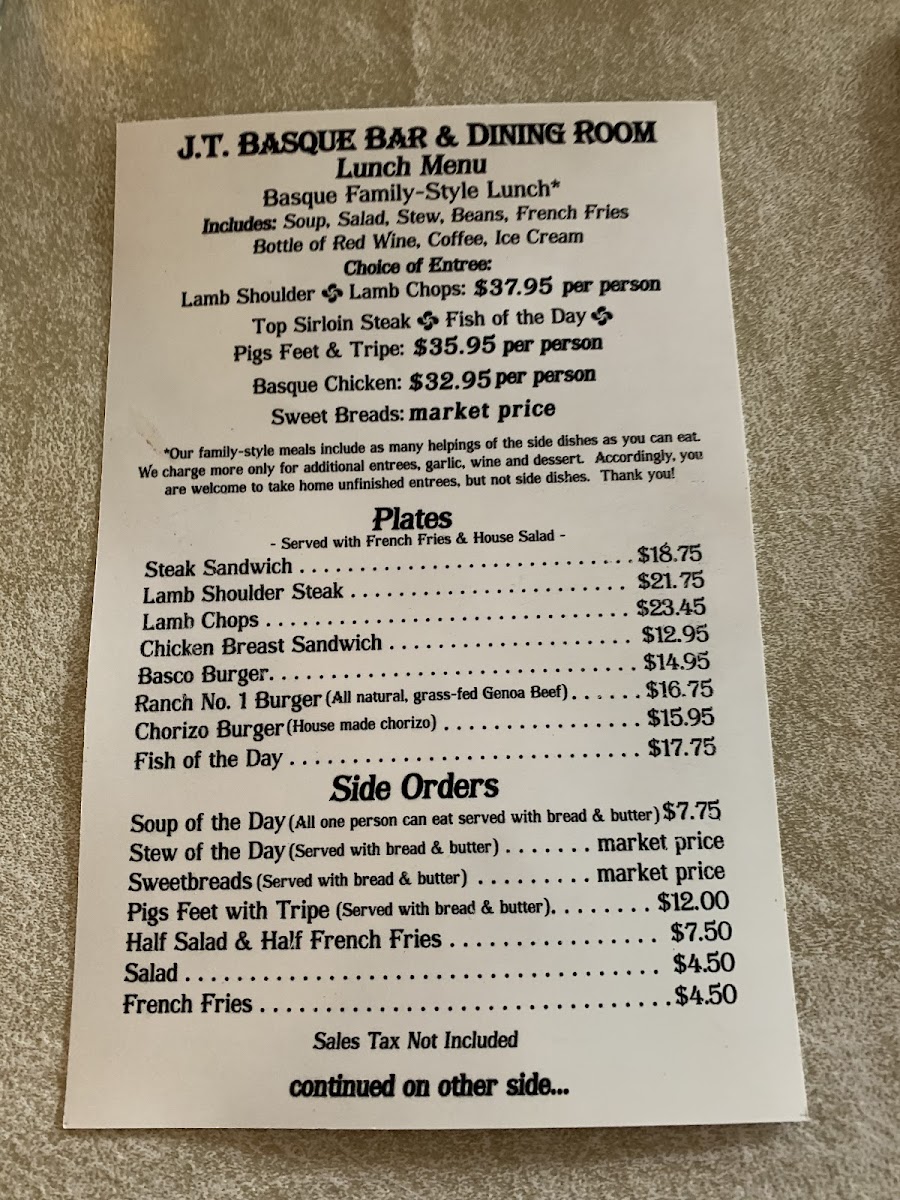 J.T. BASQUE BAR & DINING ROOM
Lunch Menu
Basque Family-Style Lunch*
Includes: Soup, Salad, Stew, Beans, French Fries
Bottle of Red Wine, Coffee, Ice Cream
Choice of Entree:
Lamb Shoulder Lamb Chops: $37.95 per person
Top Sirloin Steak Fish of the Day
Pigs Feet & Tripe: $35.95 per person
Basque Chicken: $32.95 per person
Sweet Breads: market price
*Our family-style meals include as many helpings of the side dishes as you can eat.
We charge more only for additional entrees, garlic, wine and dessert. Accordingly, you
are welcome to take home unfinished entrees, but not side dishes. Thank you!
Plates
- Served with French Fries & House Salad -
Steak Sandwich ............................ $18.75
Lamb Shoulder Steak ........................ $21.75
Lamb Chops ............................... $23.45
Chicken Breast Sandwich ..................... $12.95
Basco Burger................................ $14.95
Ranch No. 1 Burger (All natural, grass-fed Genoa Beef)...... $16.75
Chorizo Burger (House made chorizo) ................. $15.95
Fish of the Day .............................. $17.75
Side Orders
Soup of the Day (All one person can eat served with bread & butter) $7.75
Stew of the Day (Served with bread & butter) ....... market price
Sweetbreads (Served with bread & butter) ......... market price
Pigs Feet with Tripe (Served with bread & butter)........ $12.00
Half Salad & Half French Fries ................ $7.50
Salad .................................... $4.50
French Fries ...............................$4.50
Sales Tax Not Included
continued on other side...